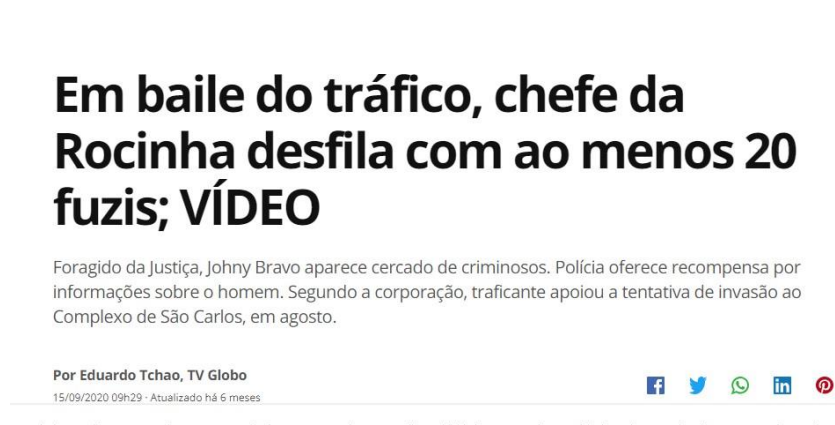 Em baile do tráfico, chefe da
Rocinha desfila com ao menos 20
fuzis; VÍDEO
Foragido da Justiça, Johny Bravo aparece cercado de criminosos. Polícia oferece recompensa por
informações sobre o homem. Segundo a corporação, traficante apoiou a tentativa de invasão ao
Complexo de São Carlos, em agosto.
Por Eduardo Tchao, TV Globo
15/09/2020 09h29 · Atualizado há 6 meses